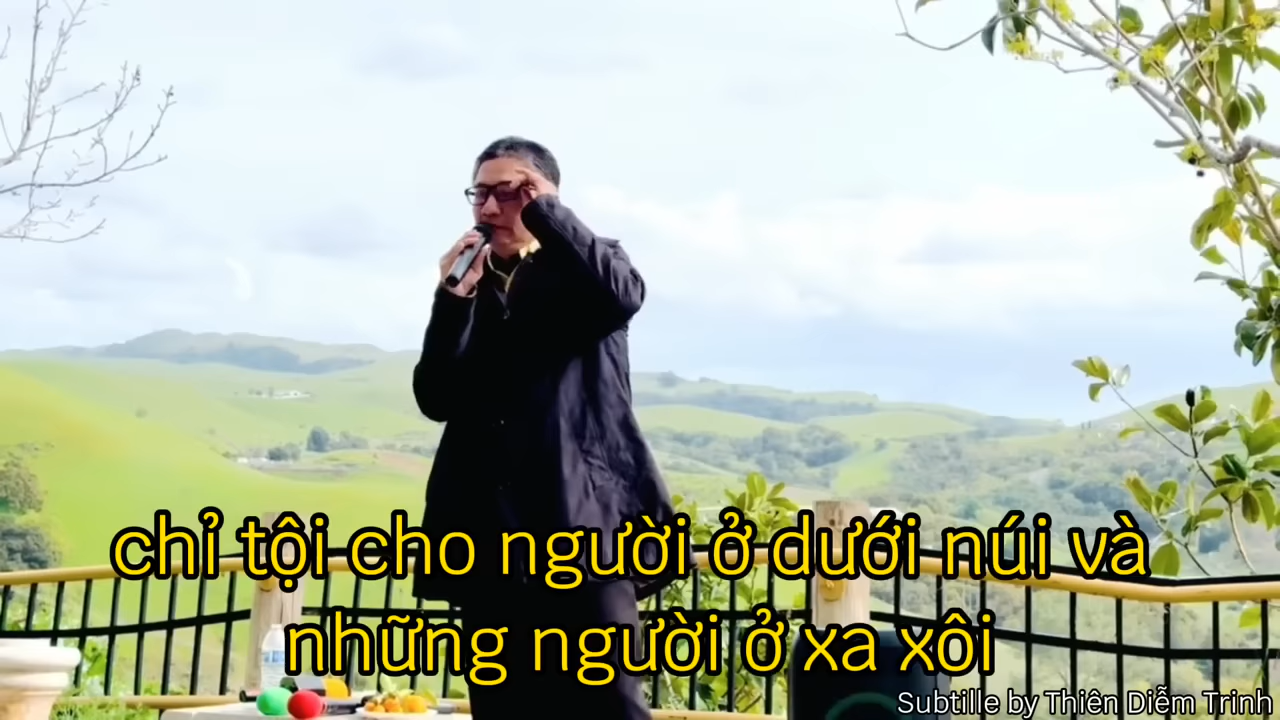 chỉ tội cho người ở dưới núi và
những người ở xa xôi
Subtille by Thiên Diễm Trinh